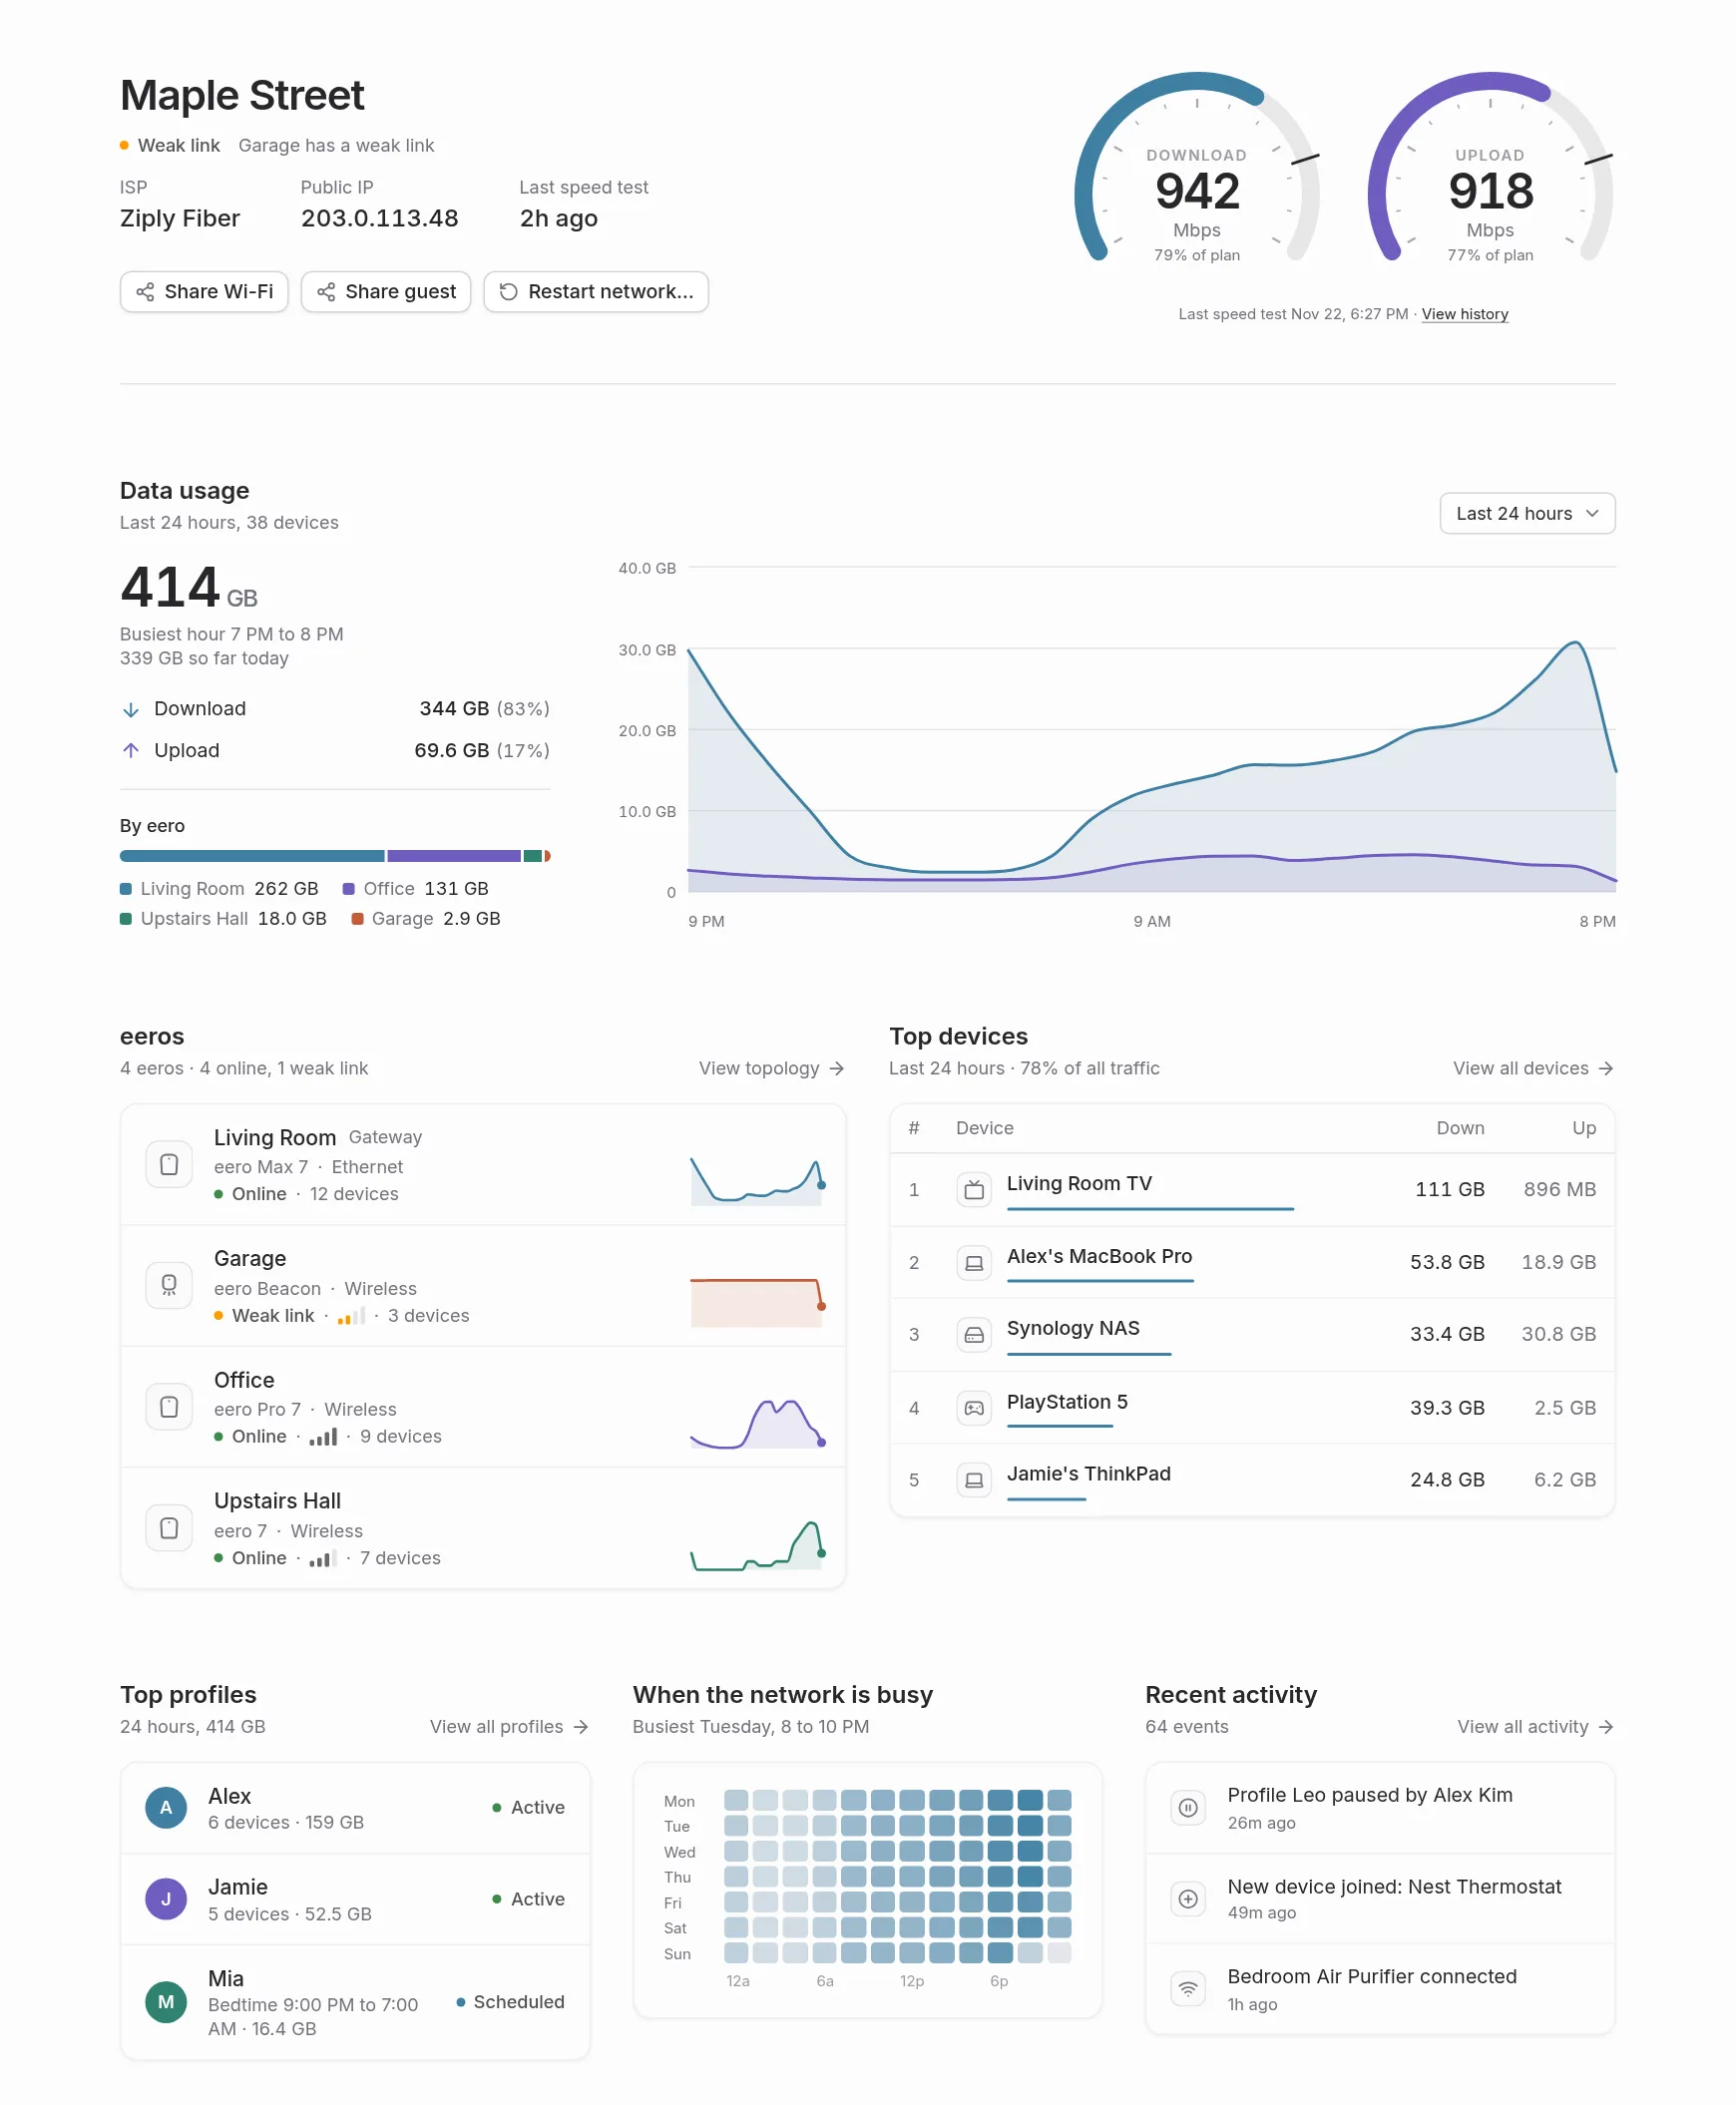 Maple Street
Weak link Garage has a weak link
ISP Public IP Last speed test
Ziply Fiber 203.0.113.48 2h ago
Share Wi-Fi Share guest Restart network…
DOWNLOAD
942
Mbps
79% of plan
UPLOAD
918
Mbps
77% of plan
Last speed test Nov 22, 6:27 PM · View history
Data usage
Last 24 hours, 38 devices
Last 24 hours
414 GB
Busiest hour 7 PM to 8 PM
339 GB so far today
Download 344 GB (83%)
Upload 69.6 GB (17%)
By eero
Living Room 262 GB Office 131 GB
Upstairs Hall 18.0 GB Garage 2.9 GB
40.0 GB
30.0 GB
20.0 GB
10.0 GB
0
9 PM 9 AM 8 PM
eeros
4 eeros · 4 online, 1 weak link View topology
Living Room Gateway
eero Max 7 · Ethernet
Online · 12 devices
Garage
eero Beacon · Wireless
Weak link · · 3 devices
Office
eero Pro 7 · Wireless
Online · · 9 devices
Upstairs Hall
eero 7 · Wireless
Online · · 7 devices
Top devices
Last 24 hours · 78% of all traffic View all devices
# Device Down Up
1 Living Room TV 111 GB 896 MB
2 Alex's MacBook Pro 53.8 GB 18.9 GB
3 Synology NAS 33.4 GB 30.8 GB
4 PlayStation 5 39.3 GB 2.5 GB
5 Jamie's ThinkPad 24.8 GB 6.2 GB
Top profiles
24 hours, 414 GB View all profiles
A Alex
6 devices · 159 GB
Active
J Jamie
5 devices · 52.5 GB
Active
M Mia
Bedtime 9:00 PM to 7:00
AM · 16.4 GB
Scheduled
When the network is busy
Busiest Tuesday, 8 to 10 PM
Mon
Tue
Wed
Thu
Fri
Sat
Sun
12a 6a 12p 6p
Recent activity
64 events View all activity
Profile Leo paused by Alex Kim
26m ago
New device joined: Nest Thermostat
49m ago
Bedroom Air Purifier connected
1h ago